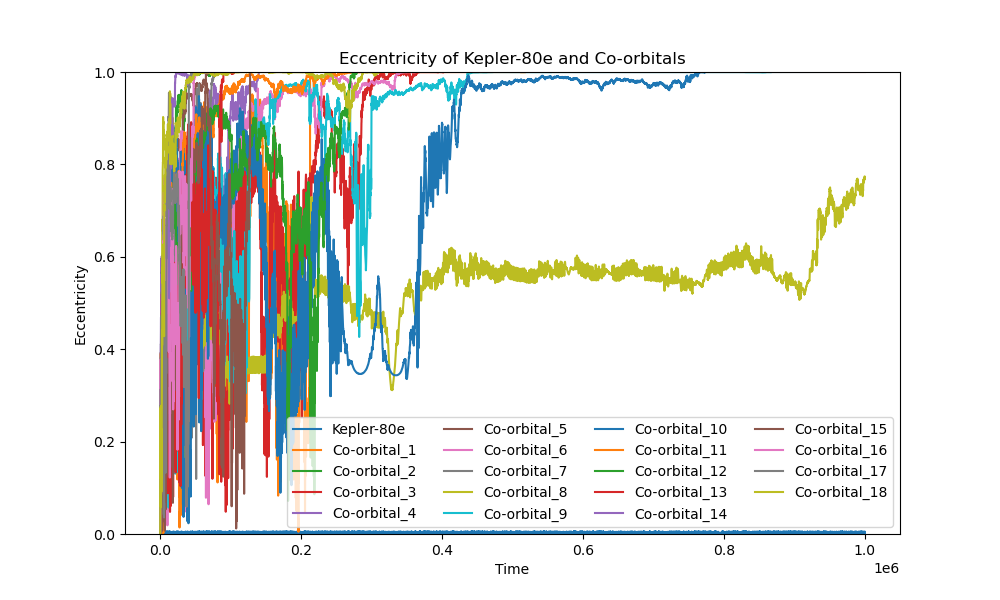 Eccentricity of Kepler-80e and Co-orbitals
1.0
0.8
0.6
0.4
0.2
0.0
Eccentricity
Kepler-80e
Co-orbital_1
Co-orbital_2
Co-orbital_3
Co-orbital_4
Co-orbital_5
Co-orbital_6
Co-orbital_7
Co-orbital_8
Co-orbital_9
Co-orbital_10
Co-orbital_11
Co-orbital_12
Co-orbital_13
Co-orbital_14
Co-orbital_15
Co-orbital_16
Co-orbital_17
Co-orbital_18
0.0
0.2
0.4
0.6
0.8
1.0
1e6
Time